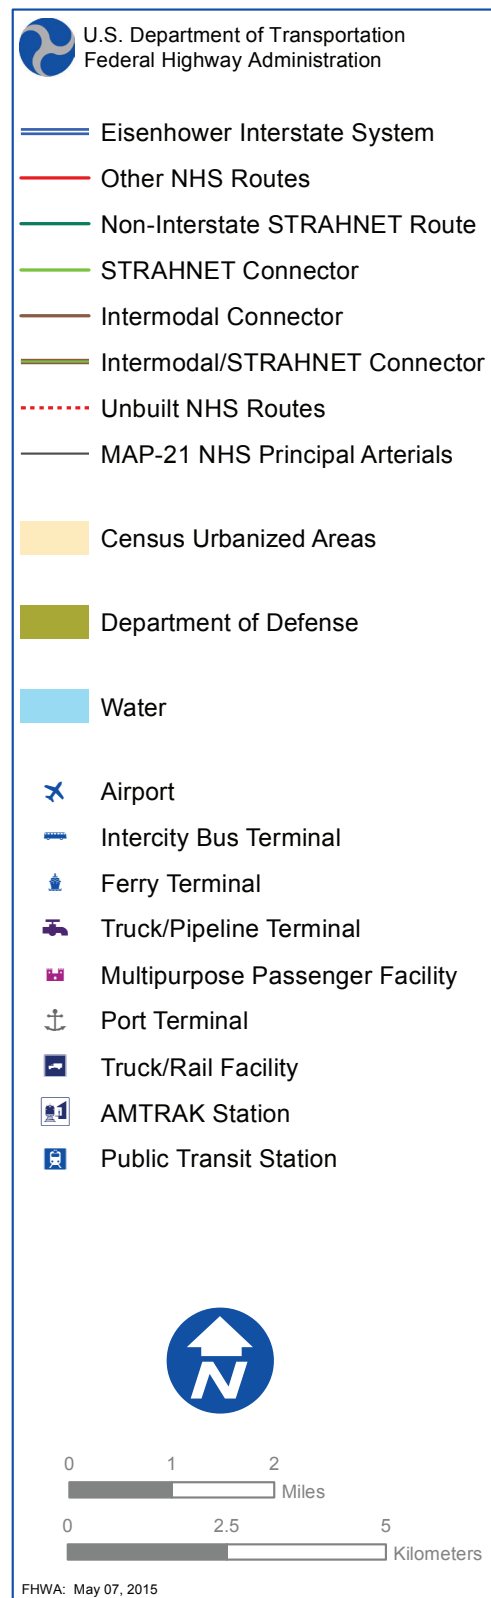 U.S. Department of Transportation
Federal Highway Administration
Eisenhower Interstate System
Other NHS Routes
Non-Interstate STRAHNET Route
STRAHNET Connector
Intermodal Connector
Intermodal/STRAHNET Connector
Unbuilt NHS Routes
MAP-21 NHS Principal Arterials
Census Urbanized Areas
Department of Defense
Water
Airport
Intercity Bus Terminal
Ferry Terminal
Truck/Pipeline Terminal
Multipurpose Passenger Facility
Port Terminal
Truck/Rail Facility
AMTRAK Station
Public Transit Station
N
0 1 2
Miles
0 2.5 5
Kilometers
FHWA: May 07, 2015